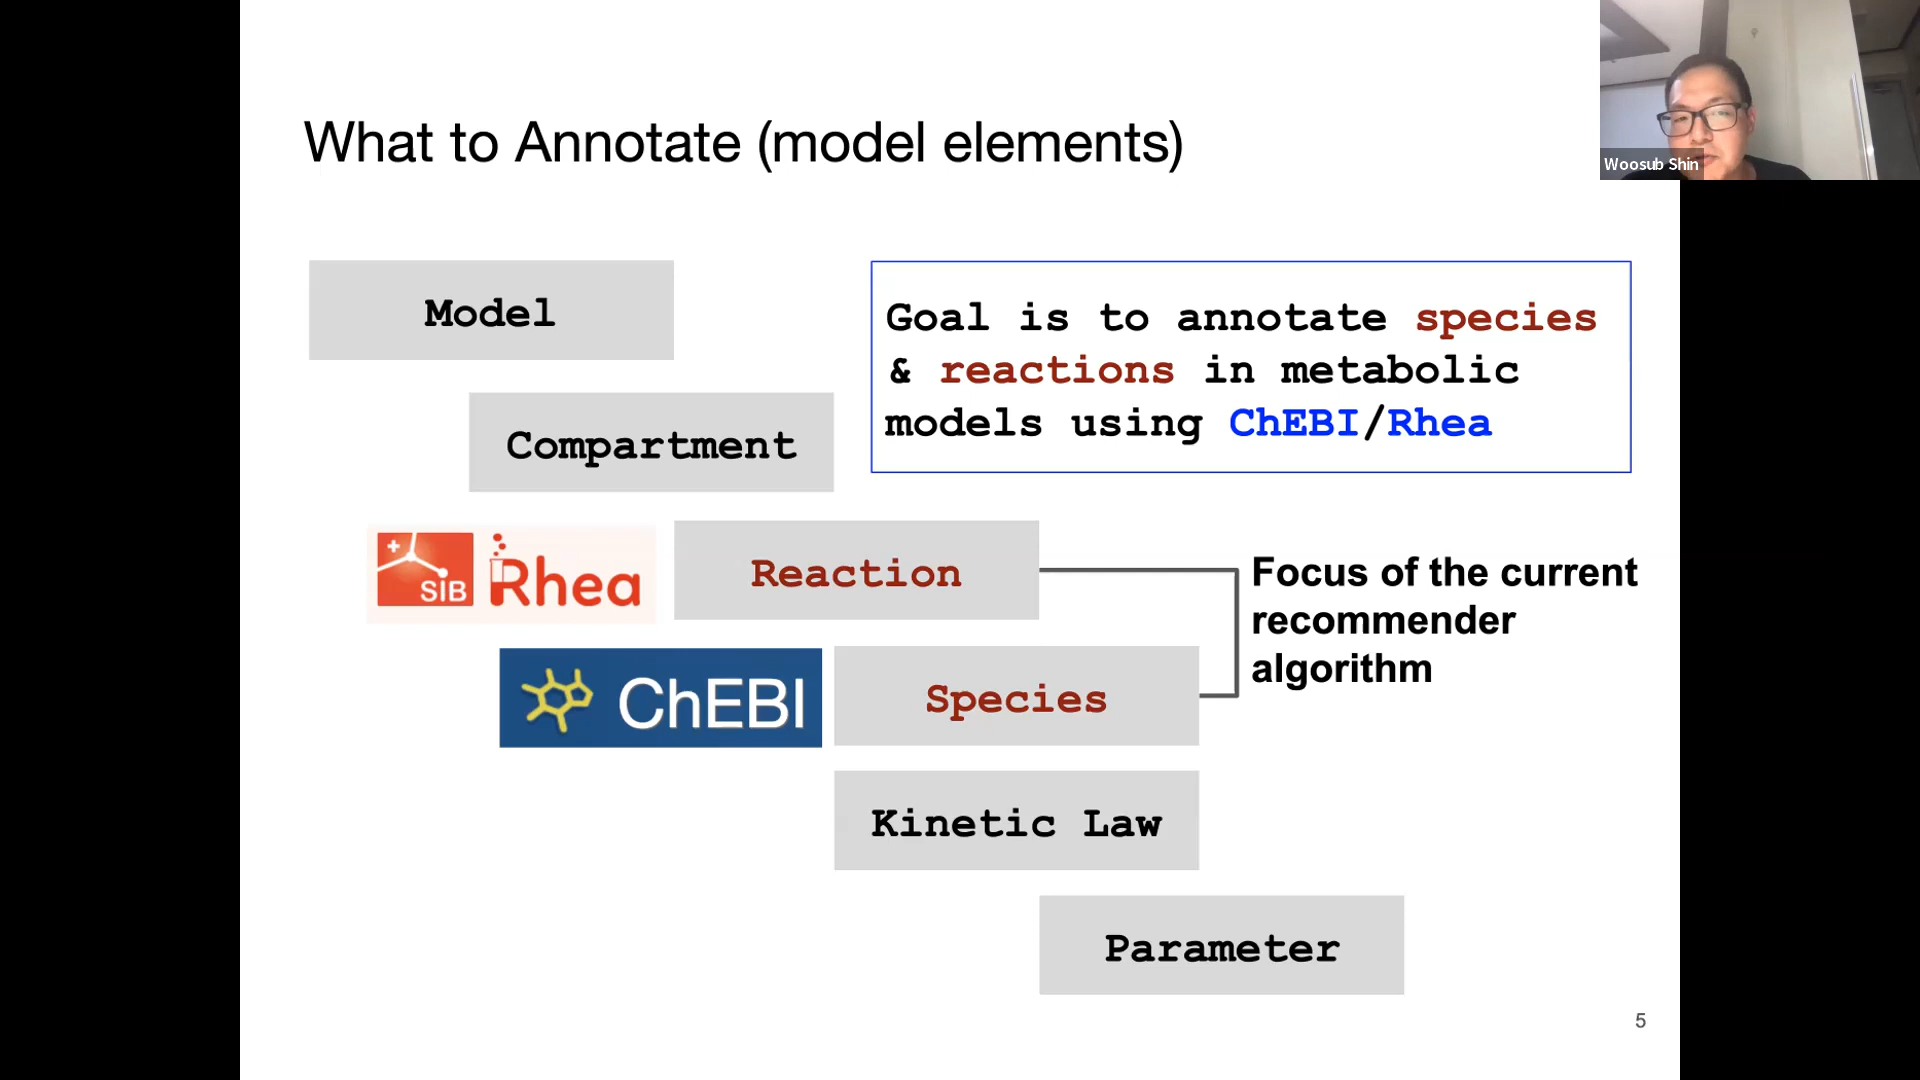 What to Annotate (model elements)
Woosub Shin
Model
Goal is to annotate species
& reactions in metabolic
models using ChEBI/Rhea
Compartment
SIB Rhea
Reaction
Focus of the current
recommender
algorithm
ChEBI
Species
Kinetic Law
Parameter
5